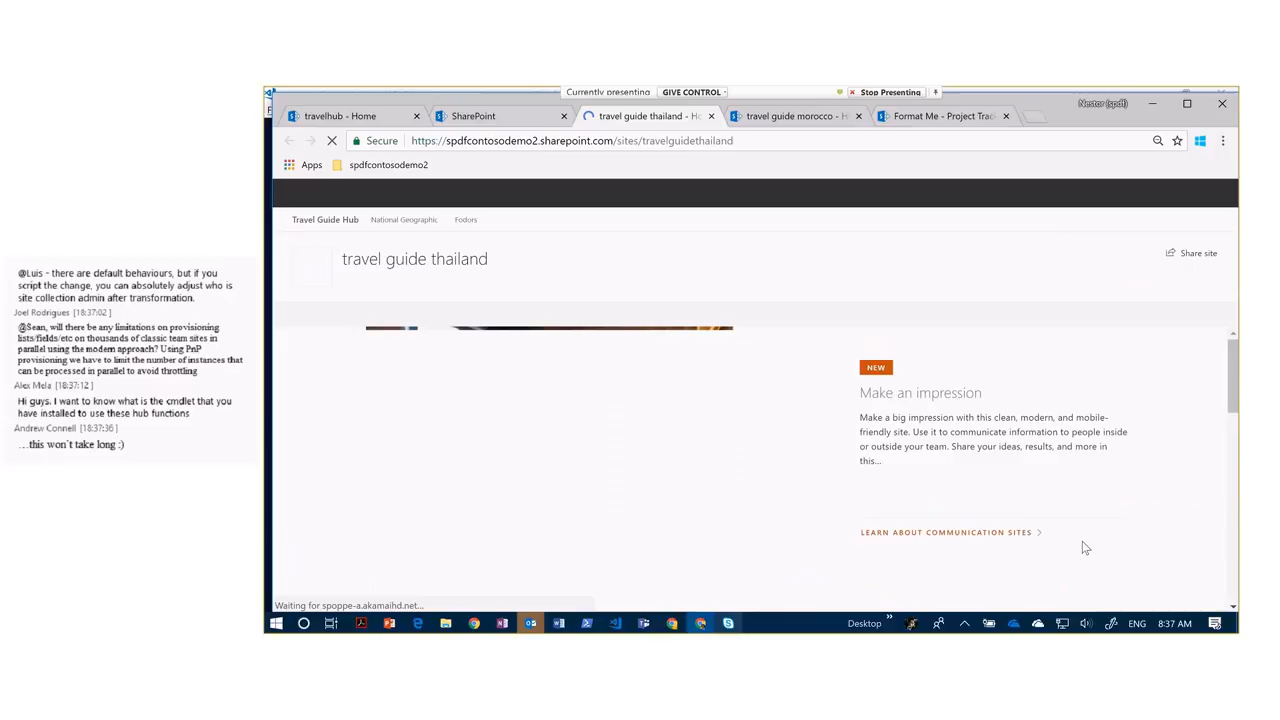 Currently presenting GIVE CONTROL Stop Presenting
travelhub - Home SharePoint travel guide thailand - Ho travel guide morocco - H Format Me - Project Trac Nestor (spdf)
Secure https://spdfcontosodemo2.sharepoint.com/sites/travelguidethailand
Apps spdfcontosodemo2
Travel Guide Hub National Geographic Fodors
travel guide thailand
Share site
@Luis - there are default behaviours, but if you
script the change, you can absolutely adjust who is
site collection admin after transformation.
Joel Rodrigues [18:37:02 ]
@Sean, will there be any limitations on provisioning
lists/fields/etc on thousands of classic team sites in
parallel using the modern approach? Using PnP
provisioning we have to limit the number of instances that
can be processed in parallel to avoid throttling
Alex Mela [18:37:12 ]
Hi guys. I want to know what is the cmdlet that you
have installed to use these hub functions
Andrew Connell [18:37:36 ]
…this won´t take long :)
NEW
Make an impression
Make a big impression with this clean, modern, and mobile-
friendly site. Use it to communicate information to people inside
or outside your team. Share your ideas, results, and more in
this...
LEARN ABOUT COMMUNICATION SITES
Waiting for spoppe-a.akamaihd.net...
Desktop ENG 8:37 AM